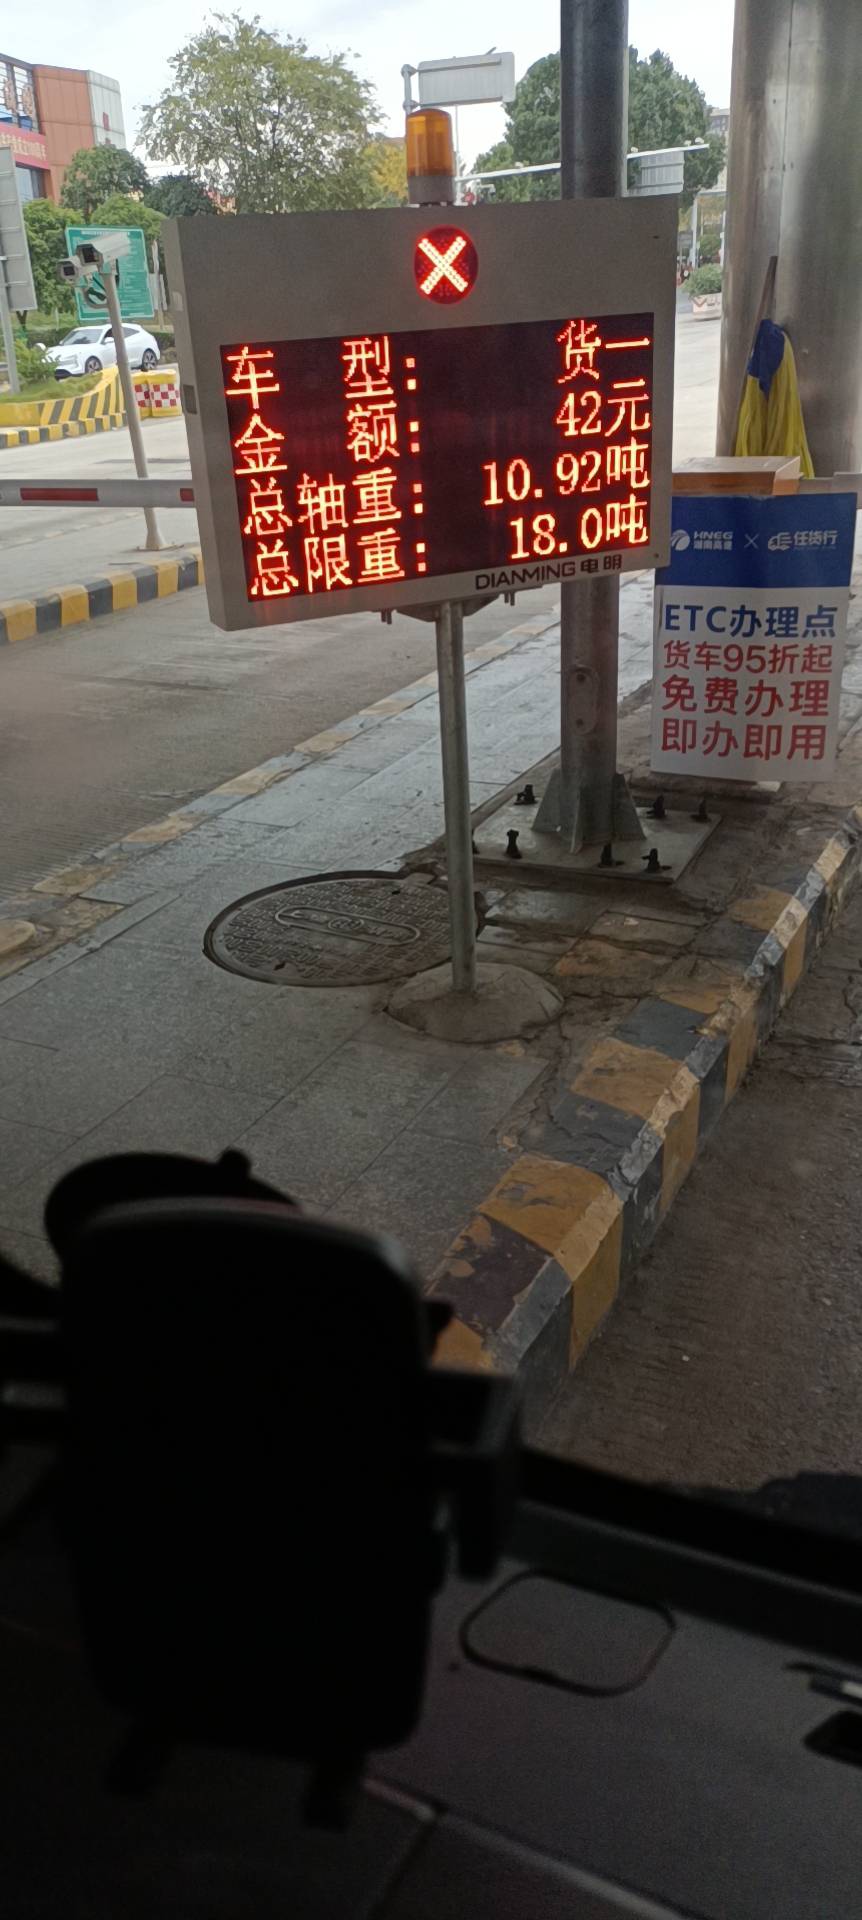 车 型： 货一
金 额： 42元
总轴重： 10.92吨
总限重： 18.0吨
DIANMING 电明
HNEG 湖南高速 × 任货行
ETC办理点
货车95折起
免费办理
即办即用